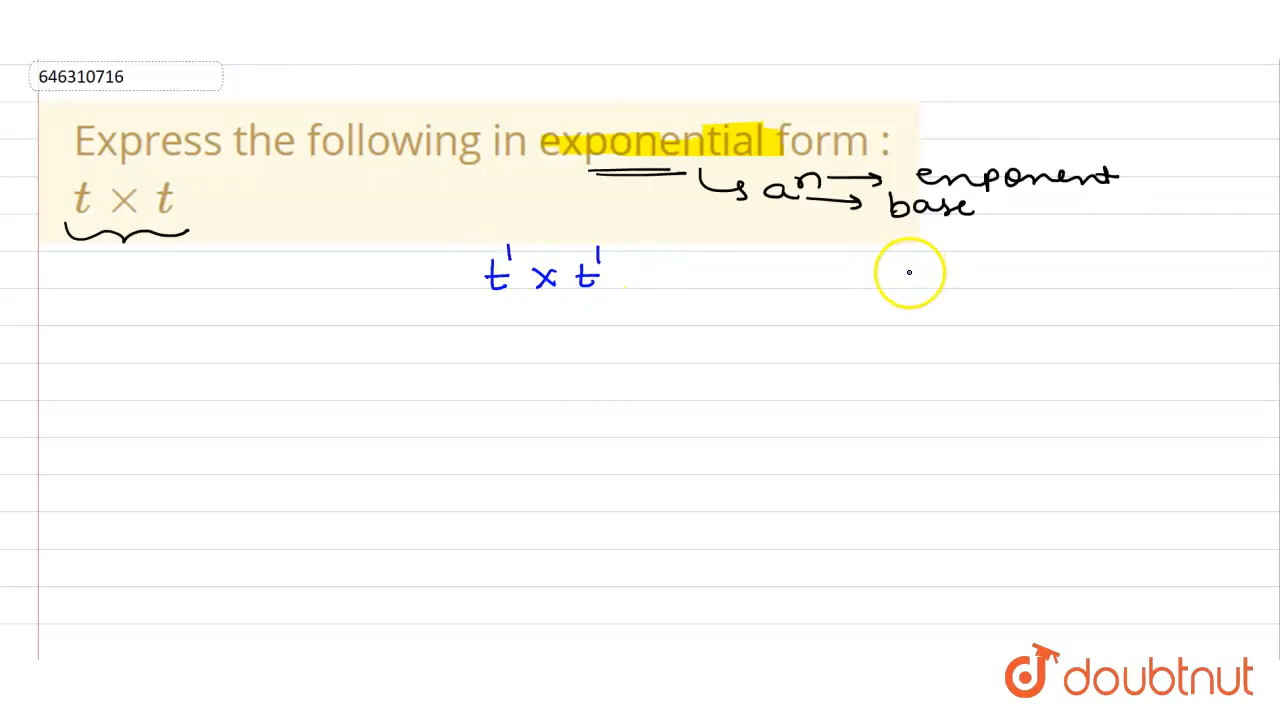 646310716
Express the following in exponential form :
t × t
aⁿ → enponent
→ base
t¹ × t¹
doubtnut